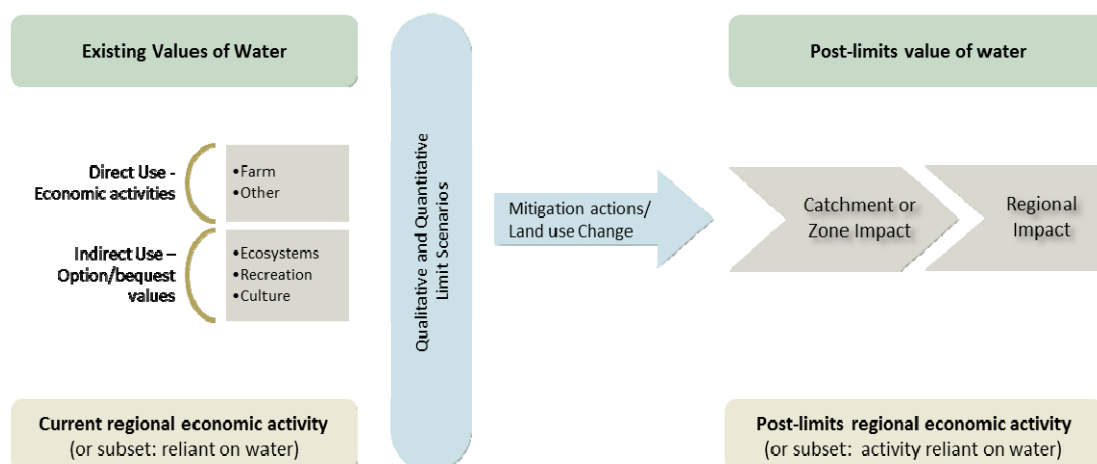 Existing Values of Water
Direct Use -
Economic activities
•Farm
•Other
Indirect Use –
Option/bequest
values
•Ecosystems
•Recreation
•Culture
Current regional economic activity
(or subset: reliant on water)
Qualitative and Quantitative
Limit Scenarios
Mitigation actions/
Land use Change
Post-limits value of water
Catchment or
Zone Impact
Regional
Impact
Post-limits regional economic activity
(or subset: activity reliant on water)